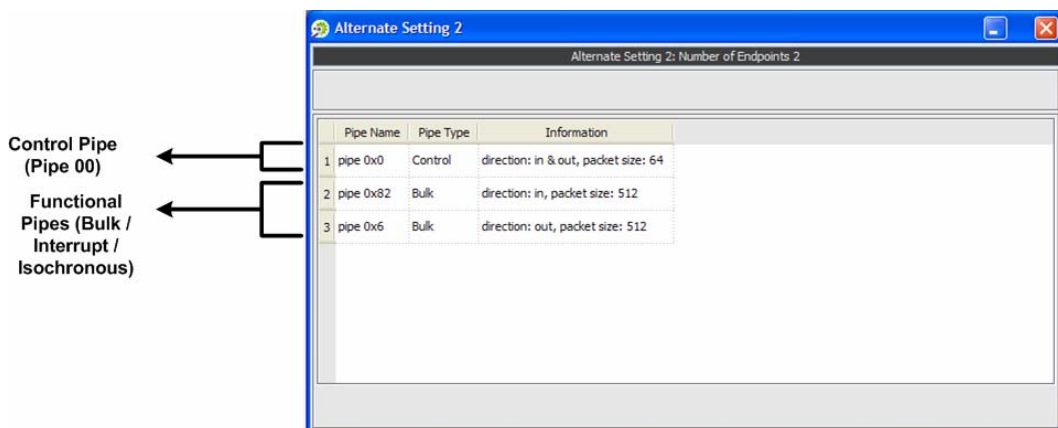 Alternate Setting 2
Alternate Setting 2: Number of Endpoints 2
Pipe Name Pipe Type Information
1 pipe 0x0 Control direction: in & out, packet size: 64
2 pipe 0x82 Bulk direction: in, packet size: 512
3 pipe 0x6 Bulk direction: out, packet size: 512
Control Pipe
(Pipe 00)
Functional
Pipes (Bulk /
Interrupt /
Isochronous)